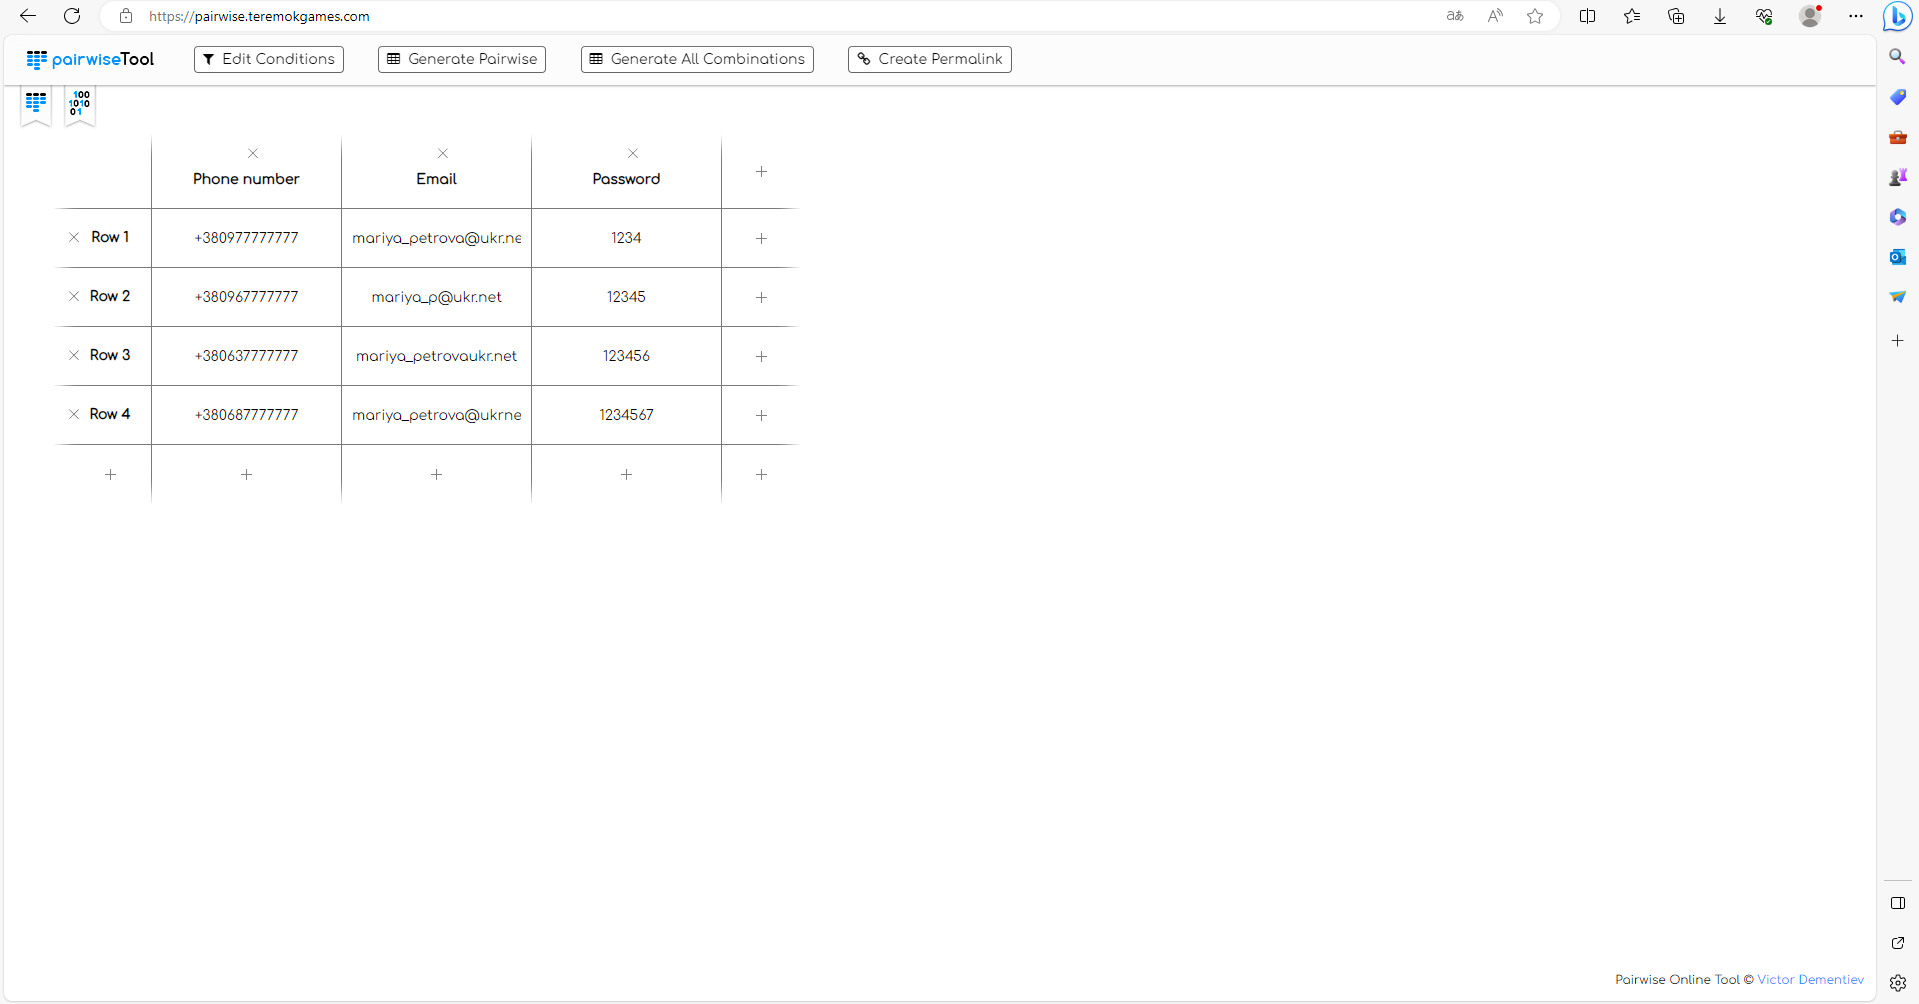 https://pairwise.teremokgames.com
pairwiseTool Edit Conditions Generate Pairwise Generate All Combinations Create Permalink
100
1010
01
Phone number Email Password
Row 1 +380977777777 mariya_petrova@ukr.ne 1234
Row 2 +380967777777 mariya_p@ukr.net 12345
Row 3 +380637777777 mariya_petrovaukr.net 123456
Row 4 +380687777777 mariya_petrova@ukrne 1234567
Pairwise Online Tool © Victor Dementiev